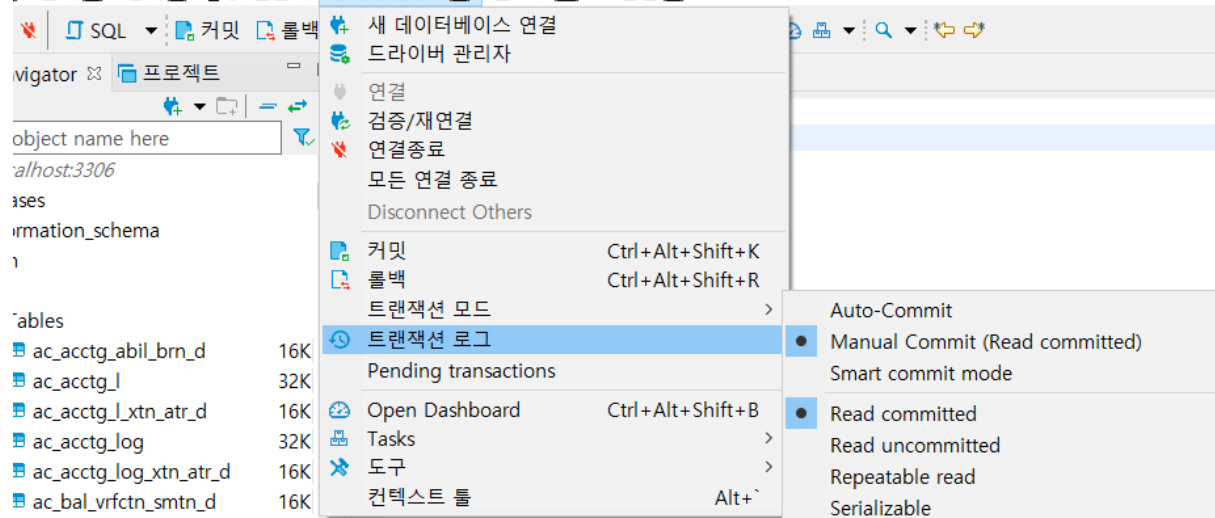 SQL 커밋 롤백
프로젝트
object name here
Tables
ac_acctg_abil_brn_d 16K
ac_acctg_l 32K
ac_acctg_l_xtn_atr_d 16K
ac_acctg_log 32K
ac_acctg_log_xtn_atr_d 16K
ac_bal_vrfctn_smtn_d 16K
새 데이터베이스 연결
드라이버 관리자
연결
검증/재연결
연결종료
모든 연결 종료
Disconnect Others
커밋 Ctrl+Alt+Shift+K
롤백 Ctrl+Alt+Shift+R
트랜잭션 모드
트랜잭션 로그
Pending transactions
Open Dashboard Ctrl+Alt+Shift+B
Tasks
도구
컨텍스트 툴 Alt+`
Auto-Commit
Manual Commit (Read committed)
Smart commit mode
Read committed
Read uncommitted
Repeatable read
Serializable